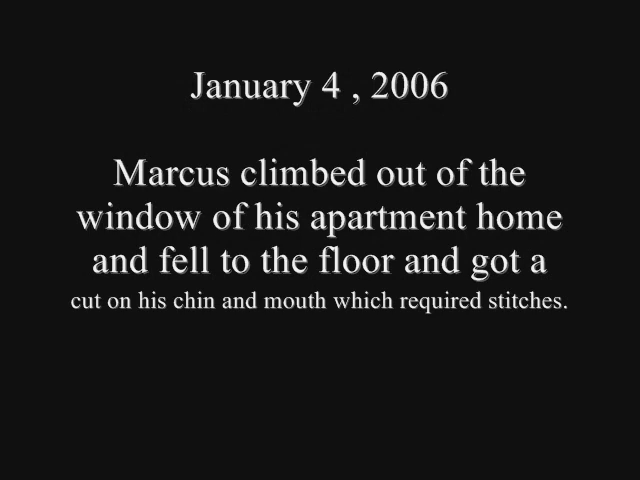 January 4 , 2006
Marcus climbed out of the
window of his apartment home
and fell to the floor and got a
cut on his chin and mouth which required stitches.